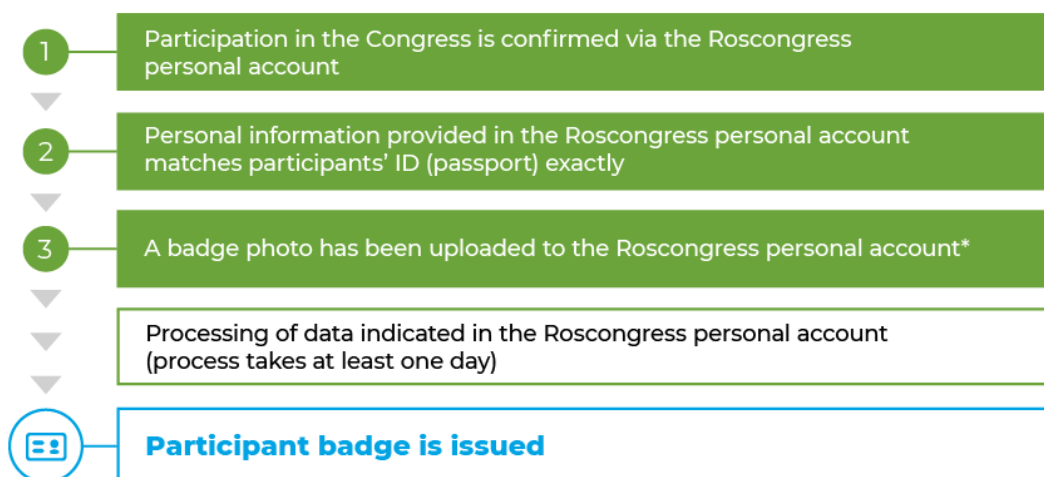 1
Participation in the Congress is confirmed via the Roscongress
personal account
2
Personal information provided in the Roscongress personal account
matches participants’ ID (passport) exactly
3
A badge photo has been uploaded to the Roscongress personal account*
Processing of data indicated in the Roscongress personal account
(process takes at least one day)
Participant badge is issued